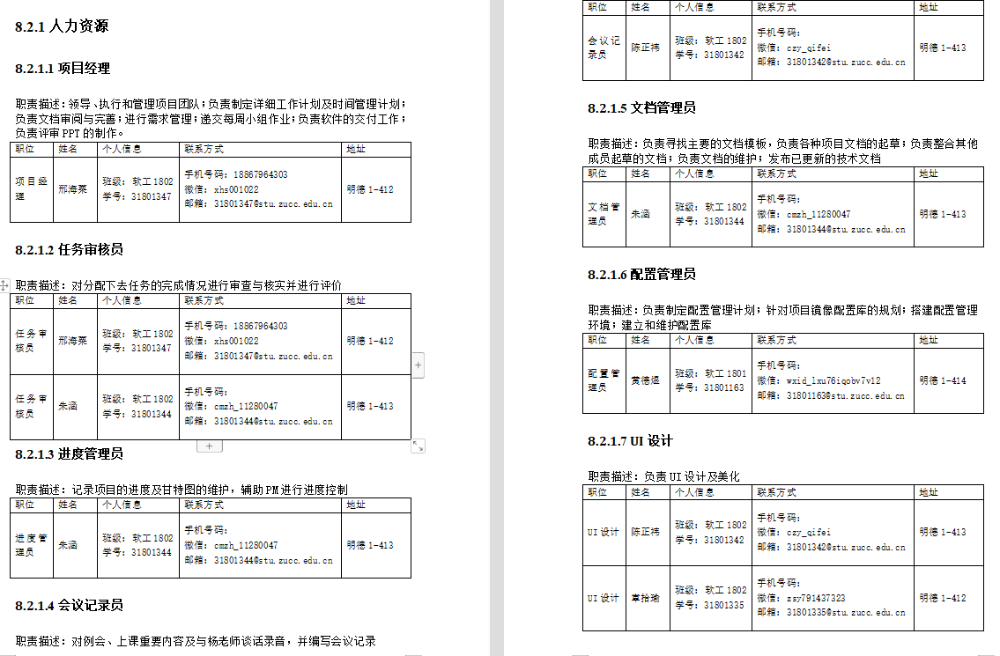 8.2.1 人力资源
8.2.1.1 项目经理
职责描述：领导、执行和管理项目团队；负责制定详细工作计划及时间管理计划；
负责文档审阅与完善；进行需求管理；递交每周小组作业；负责软件的交付工作；
负责评审 PPT 的制作。
职位 姓名 个人信息 联系方式 地址
项目经理 邢海粟 班级：软工 1802 学号：31801347 手机号码：18867964303 微信：xhs001022 邮箱：31801347@stu.zucc.edu.cn 明德 1-412
8.2.1.2 任务审核员
职责描述：对分配下去任务的完成情况进行审查与核实并进行评价
职位 姓名 个人信息 联系方式 地址
任务审核员 邢海粟 班级：软工 1802 学号：31801347 手机号码：18867964303 微信：xhs001022 邮箱：31801347@stu.zucc.edu.cn 明德 1-412
任务审核员 朱涵 班级：软工 1802 学号：31801344 手机号码： 微信：cmzh_11280047 邮箱：31801344@stu.zucc.edu.cn 明德 1-413
8.2.1.3 进度管理员
职责描述：记录项目的进度及甘特图的维护，辅助 PM 进行进度控制
职位 姓名 个人信息 联系方式 地址
进度管理员 朱涵 班级：软工 1802 学号：31801344 手机号码： 微信：cmzh_11280047 邮箱：31801344@stu.zucc.edu.cn 明德 1-413
8.2.1.4 会议记录员
职责描述：对例会、上课重要内容及与杨老师谈话录音，并编写会议记录
职位 姓名 个人信息 联系方式 地址
会议记录员 陈正祎 班级：软工 1802 学号：31801342 手机号码： 微信：czy_qifei 邮箱：31801342@stu.zucc.edu.cn 明德 1-413
8.2.1.5 文档管理员
职责描述：负责寻找主要的文档模板，负责各种项目文档的起草；负责整合其他
成员起草的文档；负责文档的维护；发布已更新的技术文档
职位 姓名 个人信息 联系方式 地址
文档管理员 朱涵 班级：软工 1802 学号：31801344 手机号码： 微信：cmzh_11280047 邮箱：31801344@stu.zucc.edu.cn 明德 1-413
8.2.1.6 配置管理员
职责描述：负责制定配置管理计划；针对项目镜像配置库的规划；搭建配置管理
环境；建立和维护配置库
职位 姓名 个人信息 联系方式 地址
配置管理员 黄德煜 班级：软工 1801 学号：31801163 手机号码： 微信：wxid_lxu76iqobv7v12 邮箱：31801163@stu.zucc.edu.cn 明德 1-414
8.2.1.7 UI 设计
职责描述：负责 UI 设计及美化
职位 姓名 个人信息 联系方式 地址
UI 设计 陈正祎 班级：软工 1802 学号：31801342 手机号码： 微信：czy_qifei 邮箱：31801342@stu.zucc.edu.cn 明德 1-413
UI 设计 章拾瑜 班级：软工 1802 学号：31801335 手机号码： 微信：zsy791437323 邮箱：31801335@stu.zucc.edu.cn 明德 1-412